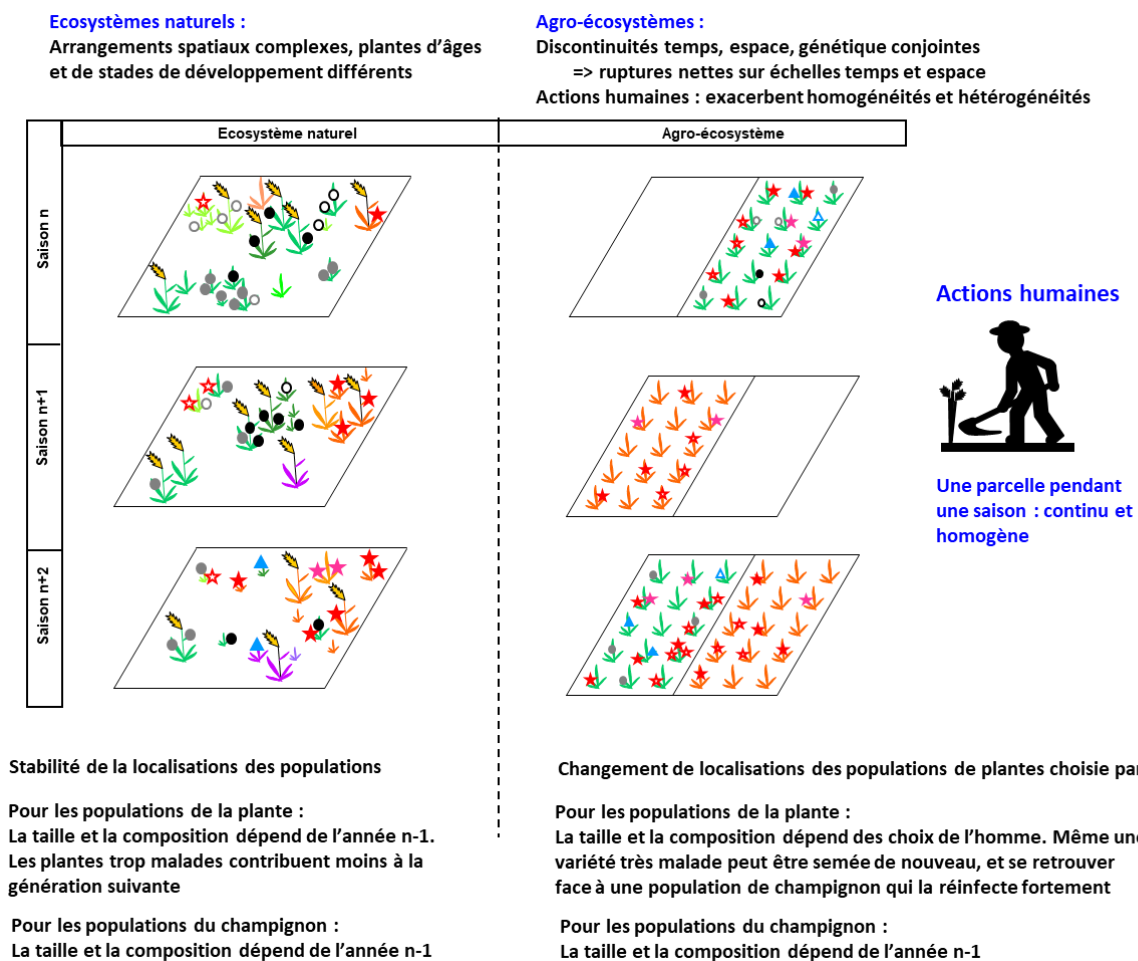 Ecosystèmes naturels :
Arrangements spatiaux complexes, plantes d'âges
et de stades de développement différents
Agro-écosystèmes :
Discontinuités temps, espace, génétique conjointes
=> ruptures nettes sur échelles temps et espace
Actions humaines : exacerbent homogénéités et hétérogénéités
Ecosystème naturel
Agro-écosystème
Saison n
Saison n+1
Saison n+2
Actions humaines
Une parcelle pendant
une saison : continu et
homogène
Stabilité de la localisations des populations
Pour les populations de la plante :
La taille et la composition dépend de l'année n-1.
Les plantes trop malades contribuent moins à la
génération suivante
Pour les populations du champignon :
La taille et la composition dépend de l'année n-1
Changement de localisations des populations de plantes choisie par
Pour les populations de la plante :
La taille et la composition dépend des choix de l'homme. Même une
variété très malade peut être semée de nouveau, et se retrouver
face à une population de champignon qui la réinfecte fortement
Pour les populations du champignon :
La taille et la composition dépend de l'année n-1